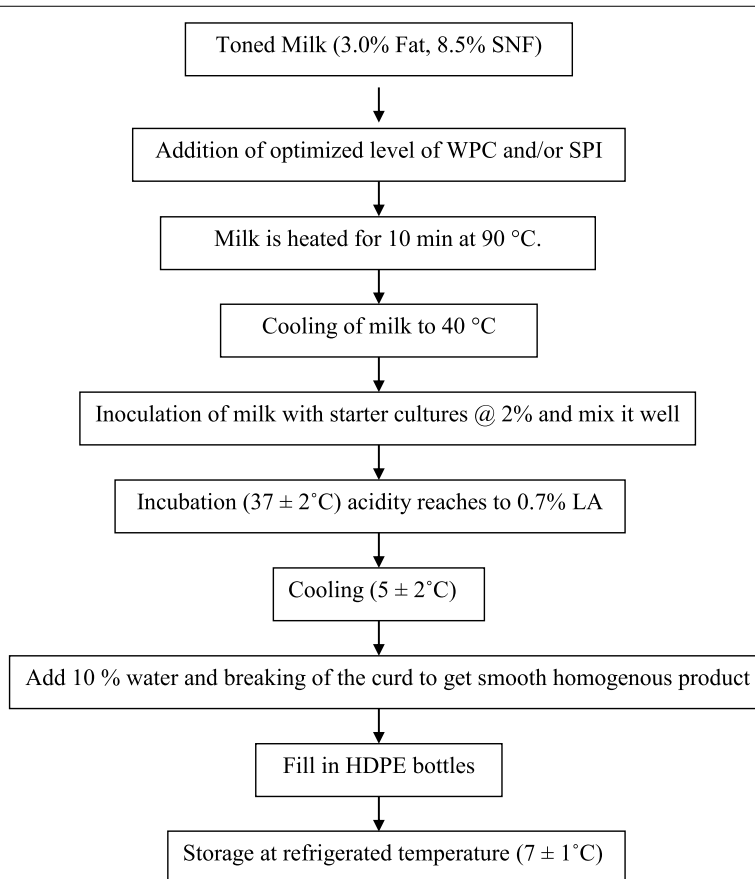 Toned Milk (3.0% Fat, 8.5% SNF)
Addition of optimized level of WPC and/or SPI
Milk is heated for 10 min at 90 °C.
Cooling of milk to 40 °C
Inoculation of milk with starter cultures @ 2% and mix it well
Incubation (37 ± 2˚C) acidity reaches to 0.7% LA
Cooling (5 ± 2˚C)
Add 10 % water and breaking of the curd to get smooth homogenous product
Fill in HDPE bottles
Storage at refrigerated temperature (7 ± 1˚C)